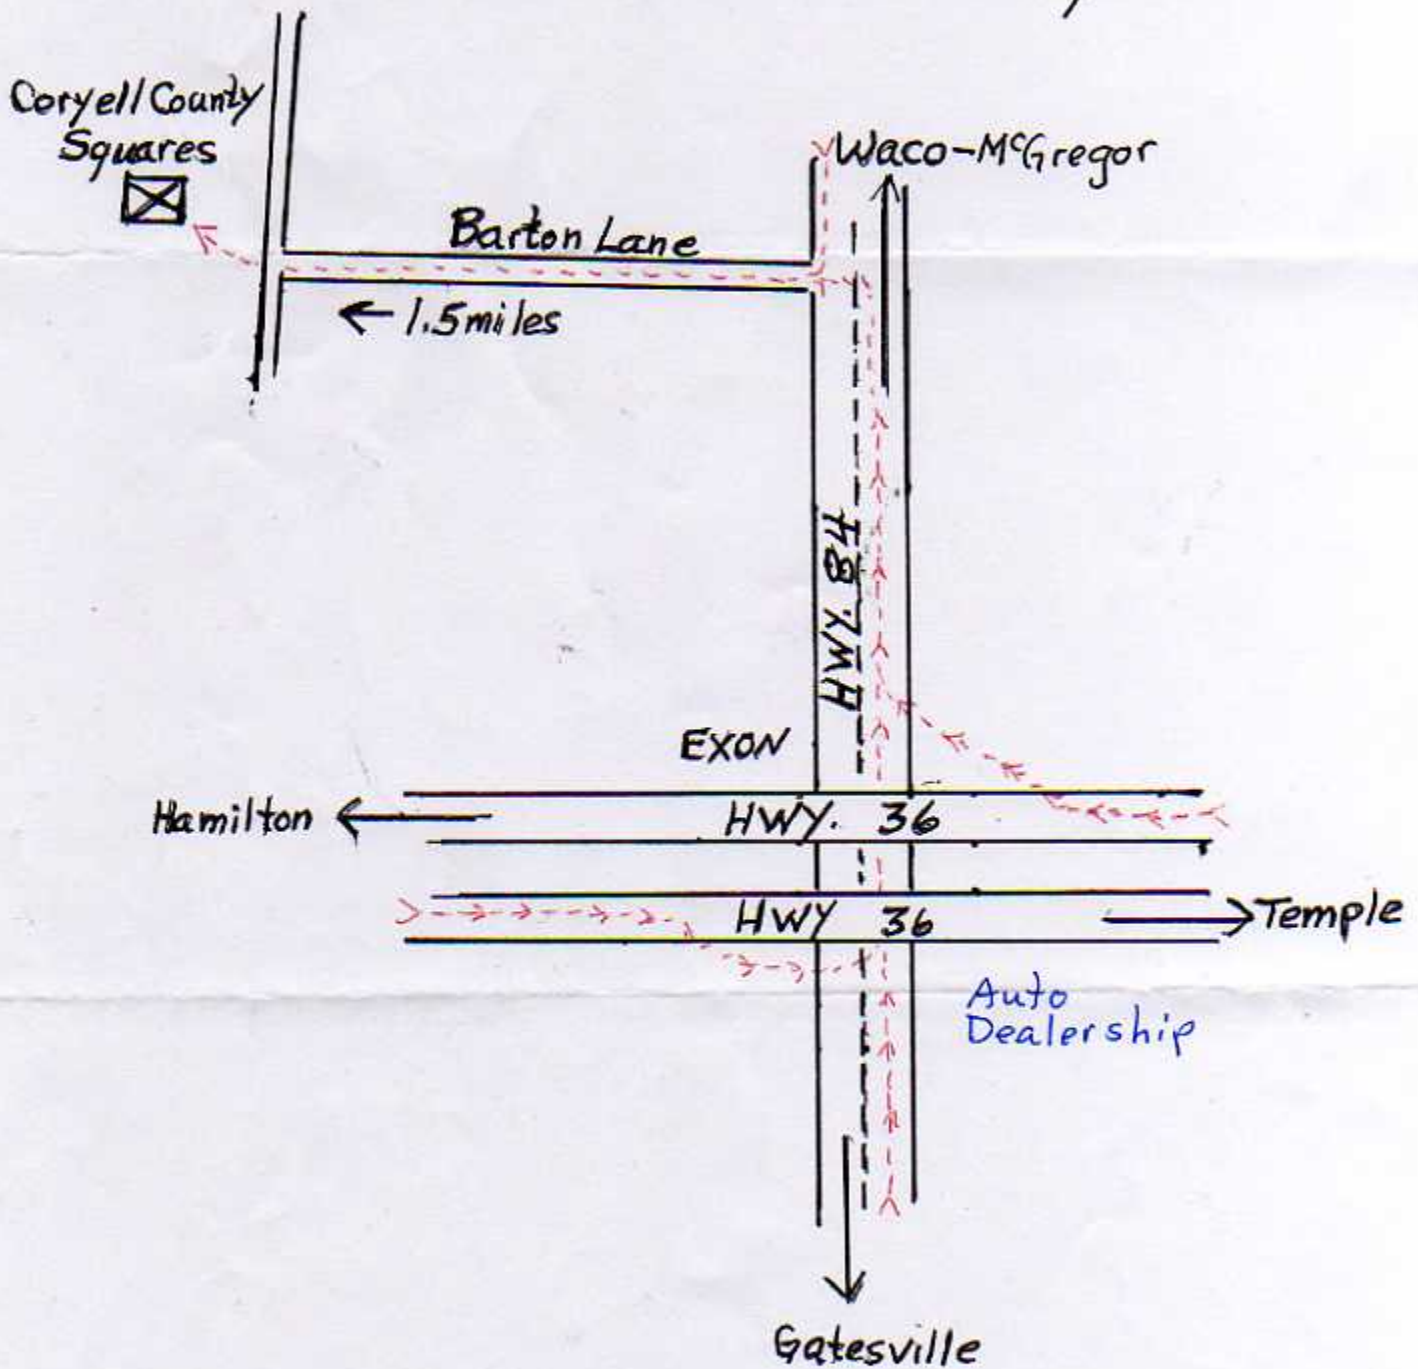 Coryell County
Squares
Waco-McGregor
Barton Lane
← 1.5 miles
HWY. 84
EXON
Hamilton ←
HWY. 36
HWY 36
→ Temple
Auto
Dealership
Gatesville